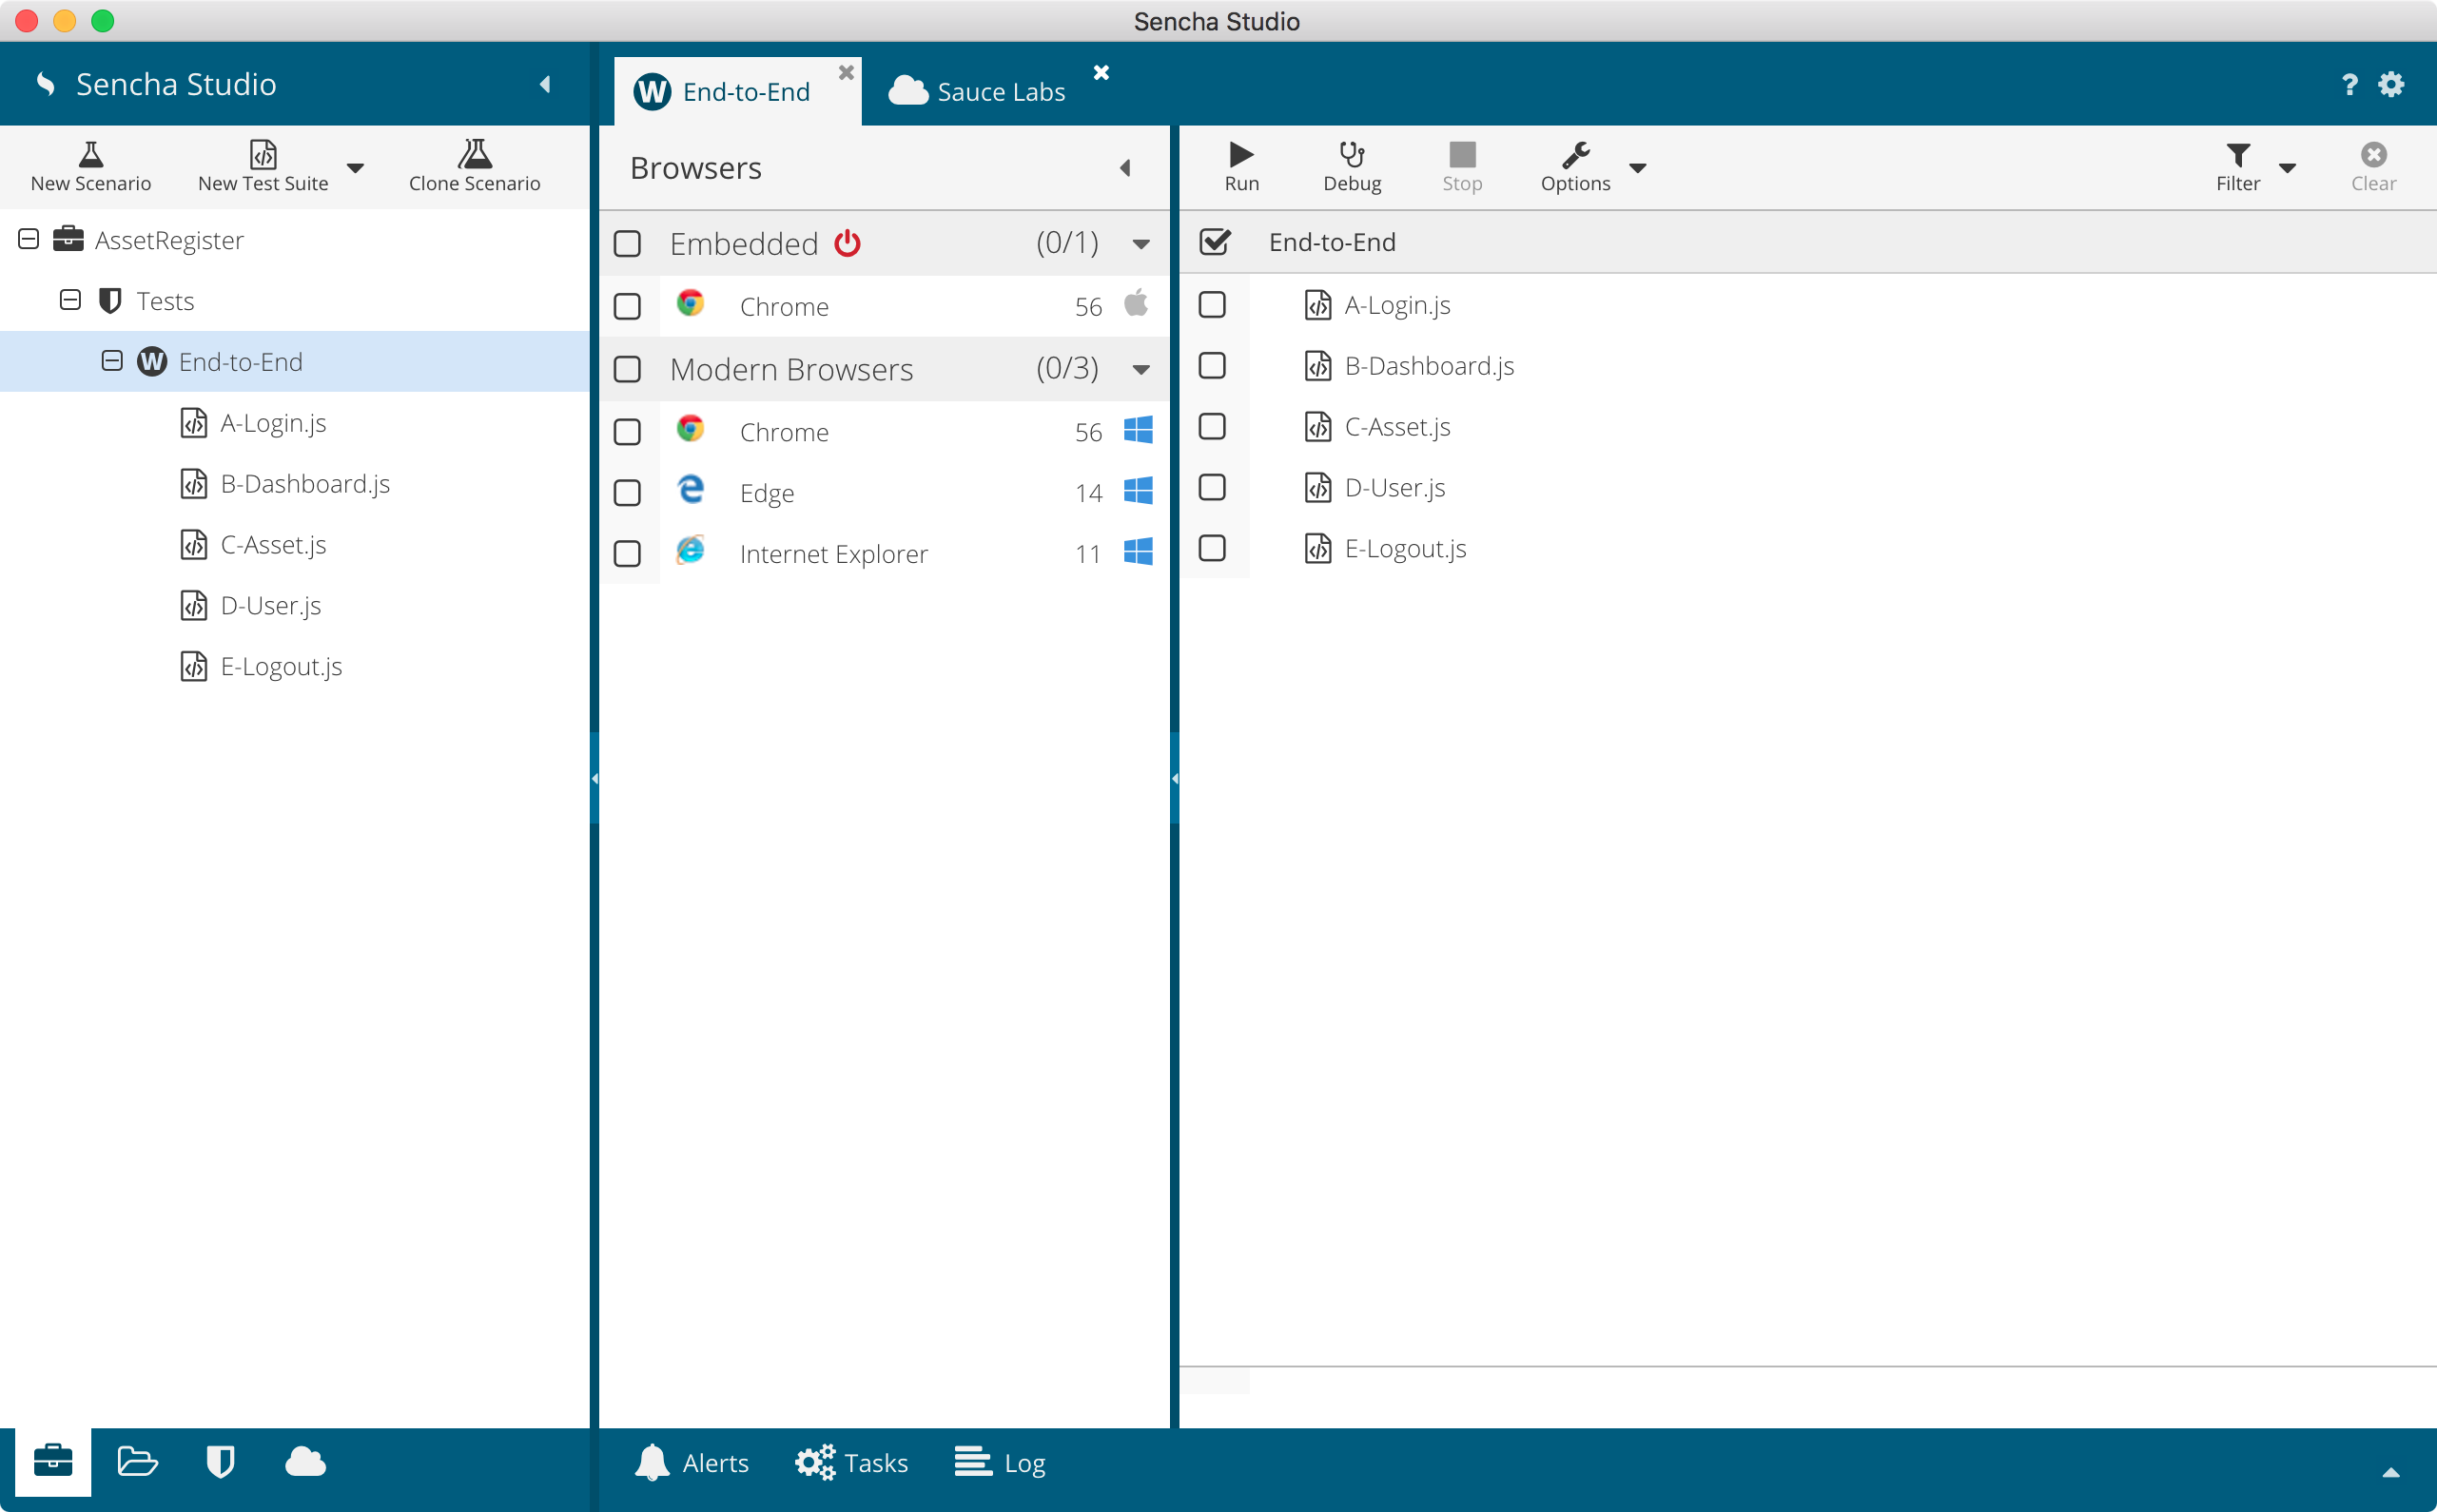 Sencha Studio
Sencha Studio
End-to-End
Sauce Labs
?
New Scenario
New Test Suite
Clone Scenario
AssetRegister
Tests
W End-to-End
A-Login.js
B-Dashboard.js
C-Asset.js
D-User.js
E-Logout.js
Browsers
Embedded (0/1)
Chrome 56
Modern Browsers (0/3)
Chrome 56
Edge 14
Internet Explorer 11
Run
Debug
Stop
Options
Filter
Clear
End-to-End
A-Login.js
B-Dashboard.js
C-Asset.js
D-User.js
E-Logout.js
Alerts
Tasks
Log